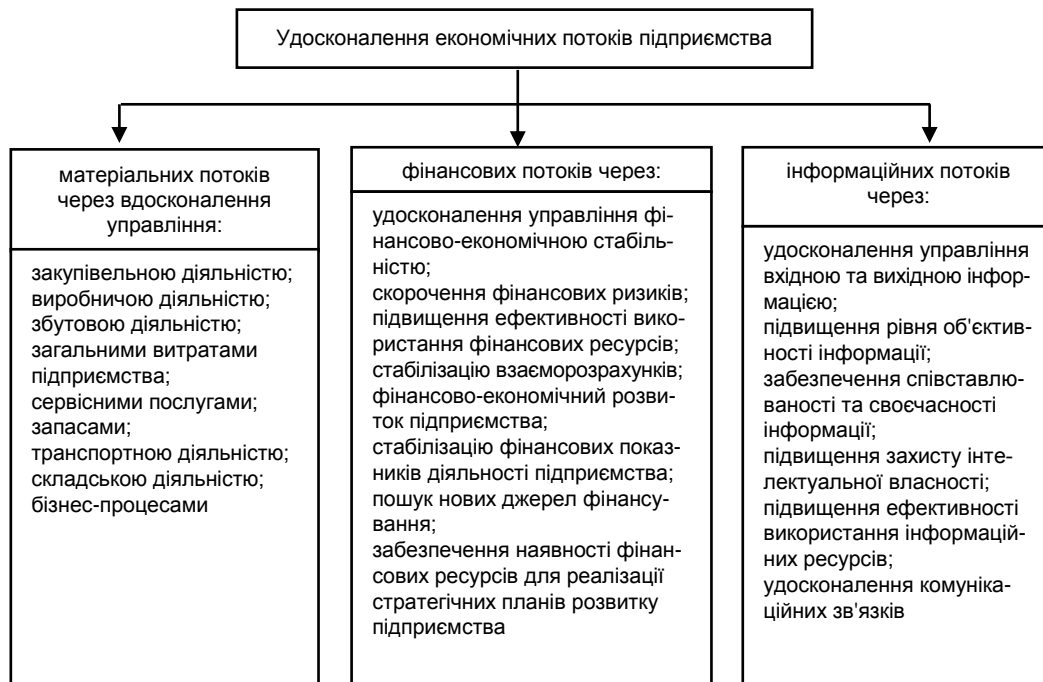 Удосконалення економічних потоків підприємства
матеріальних потоків
через вдосконалення
управління:
закупівельною діяльністю;
виробничою діяльністю;
збутовою діяльністю;
загальними витратами
підприємства;
сервісними послугами;
запасами;
транспортною діяльністю;
складською діяльністю;
бізнес-процесами
фінансових потоків через:
удосконалення управління фі-
нансово-економічною стабіль-
ністю;
скорочення фінансових ризиків;
підвищення ефективності вико-
ристання фінансових ресурсів;
стабілізацію взаєморозрахунків;
фінансово-економічний розви-
ток підприємства;
стабілізацію фінансових показ-
ників діяльності підприємства;
пошук нових джерел фінансу-
вання;
забезпечення наявності фінан-
сових ресурсів для реалізації
стратегічних планів розвитку
підприємства
інформаційних потоків
через:
удосконалення управління
вхідною та вихідною інфор-
мацією;
підвищення рівня об'єктив-
ності інформації;
забезпечення співставлю-
ваності та своєчасності
інформації;
підвищення захисту інте-
лектуальної власності;
підвищення ефективності
використання інформацій-
них ресурсів;
удосконалення комуніка-
ційних зв'язків